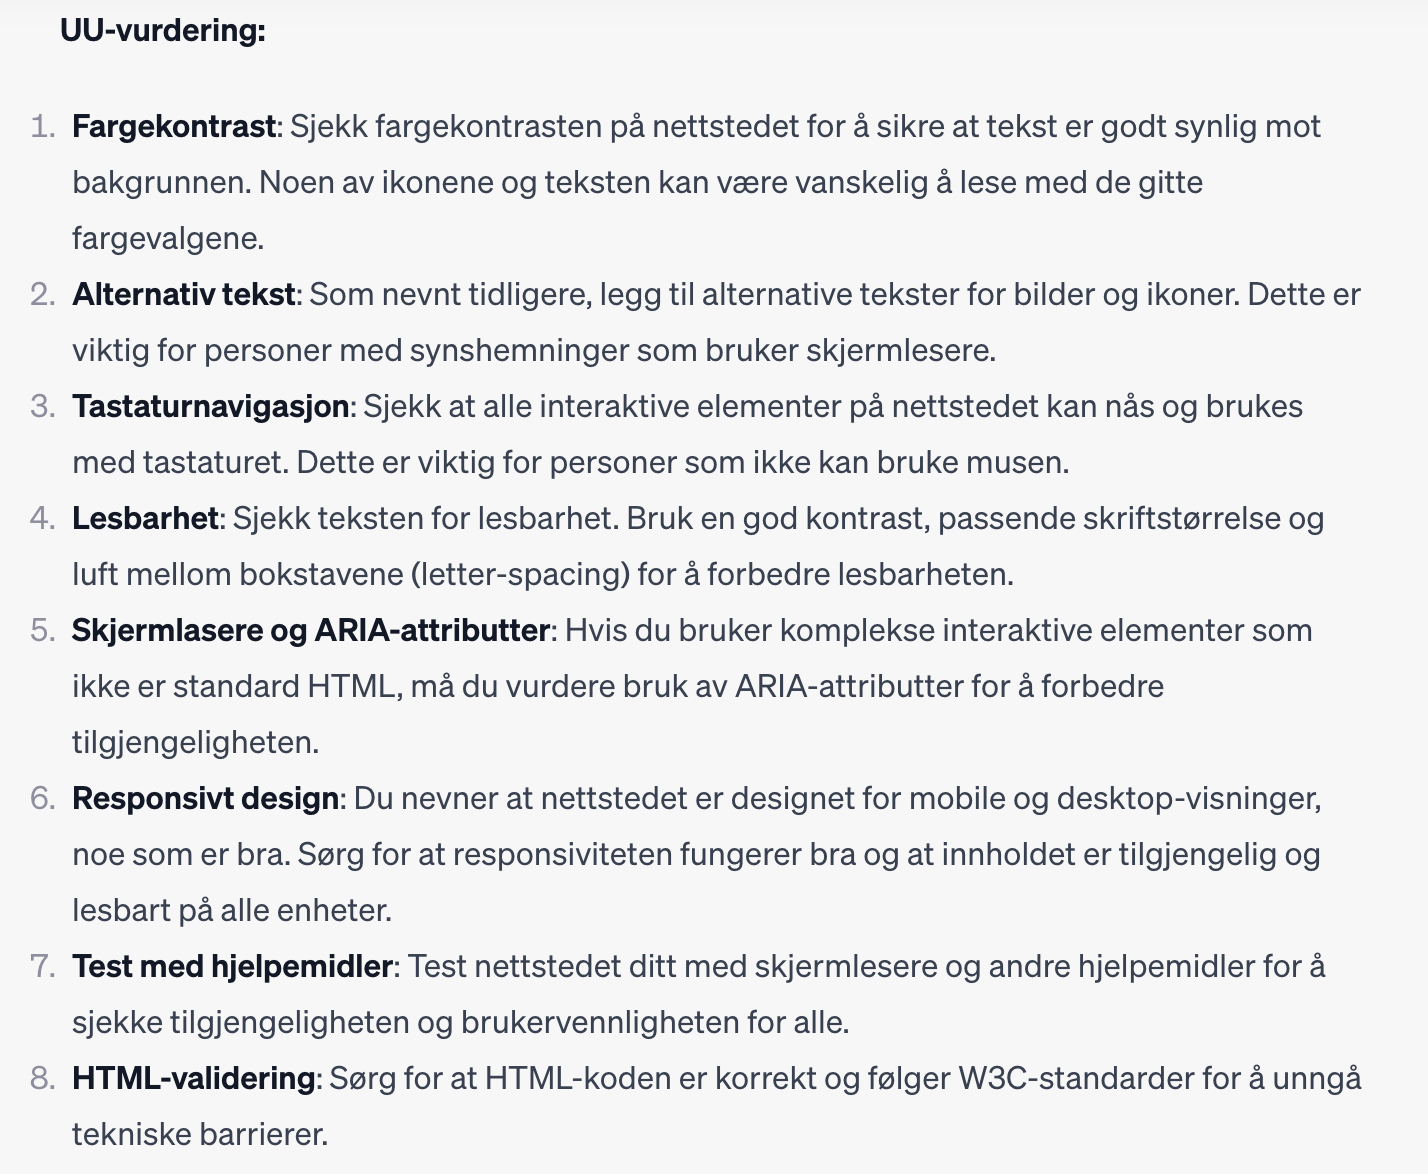 UU-vurdering:
1. Fargekontrast: Sjekk fargekontrasten på nettstedet for å sikre at tekst er godt synlig mot
bakgrunnen. Noen av ikonene og teksten kan være vanskelig å lese med de gitte
fargevalgene.
2. Alternativ tekst: Som nevnt tidligere, legg til alternative tekster for bilder og ikoner. Dette er
viktig for personer med synshemninger som bruker skjermlesere.
3. Tastaturnavigasjon: Sjekk at alle interaktive elementer på nettstedet kan nås og brukes
med tastaturet. Dette er viktig for personer som ikke kan bruke musen.
4. Lesbarhet: Sjekk teksten for lesbarhet. Bruk en god kontrast, passende skriftstørrelse og
luft mellom bokstavene (letter-spacing) for å forbedre lesbarheten.
5. Skjermlasere og ARIA-attributter: Hvis du bruker komplekse interaktive elementer som
ikke er standard HTML, må du vurdere bruk av ARIA-attributter for å forbedre
tilgjengeligheten.
6. Responsivt design: Du nevner at nettstedet er designet for mobile og desktop-visninger,
noe som er bra. Sørg for at responsiviteten fungerer bra og at innholdet er tilgjengelig og
lesbart på alle enheter.
7. Test med hjelpemidler: Test nettstedet ditt med skjermlesere og andre hjelpemidler for å
sjekke tilgjengeligheten og brukervennligheten for alle.
8. HTML-validering: Sørg for at HTML-koden er korrekt og følger W3C-standarder for å unngå
tekniske barrierer.